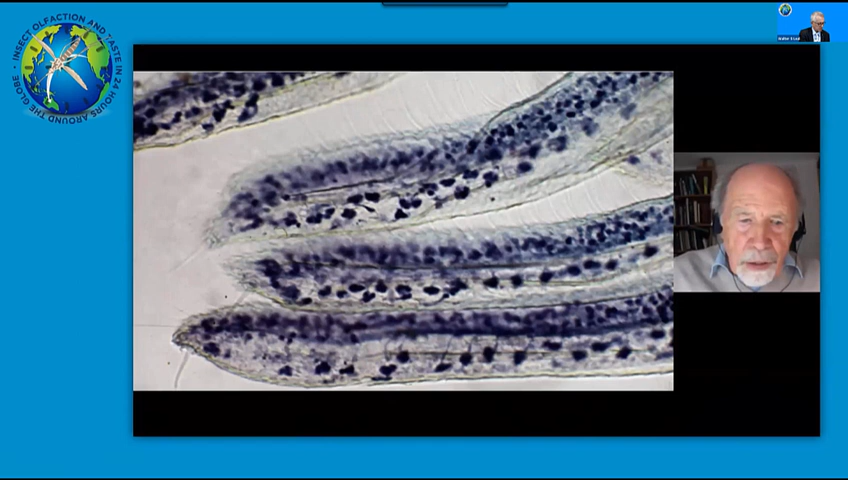 INSECT OLFACTION AND TASTE IN 24 HOURS AROUND THE GLOBE